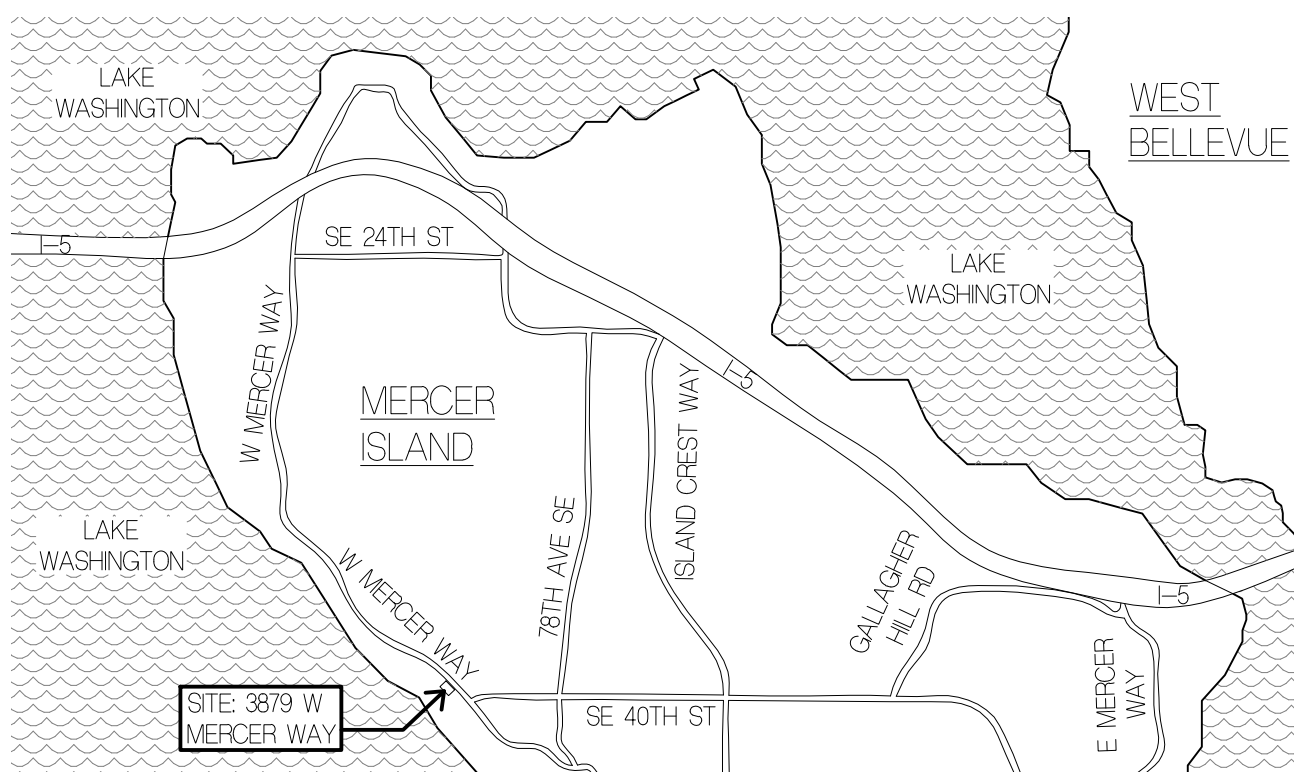 LAKE
WASHINGTON
WEST
BELLEVUE
I-5
SE 24TH ST
LAKE
WASHINGTON
W MERCER WAY
I-5
MERCER
ISLAND
ISLAND CREST WAY
LAKE
WASHINGTON
78TH AVE SE
GALLAGHER
HILL RD
W MERCER WAY
I-5
E MERCER
WAY
SITE: 3879 W
MERCER WAY
SE 40TH ST